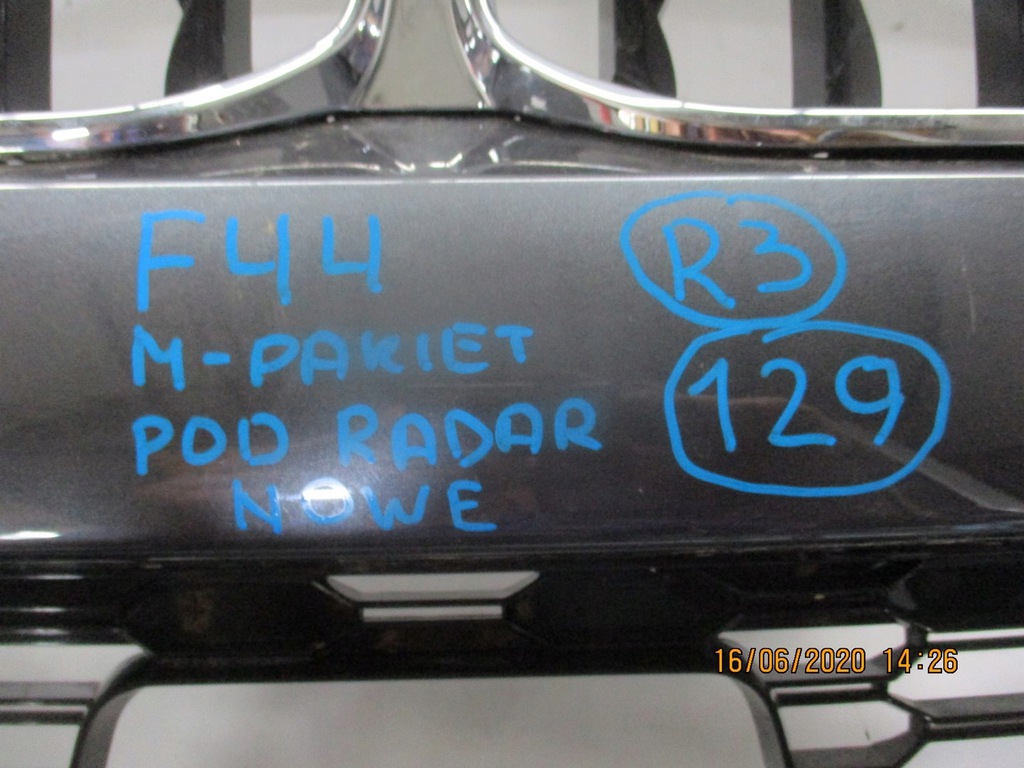 F44
M-PAKIET
POD RADAR
NOWE
R3
129
16/06/2020 14:26